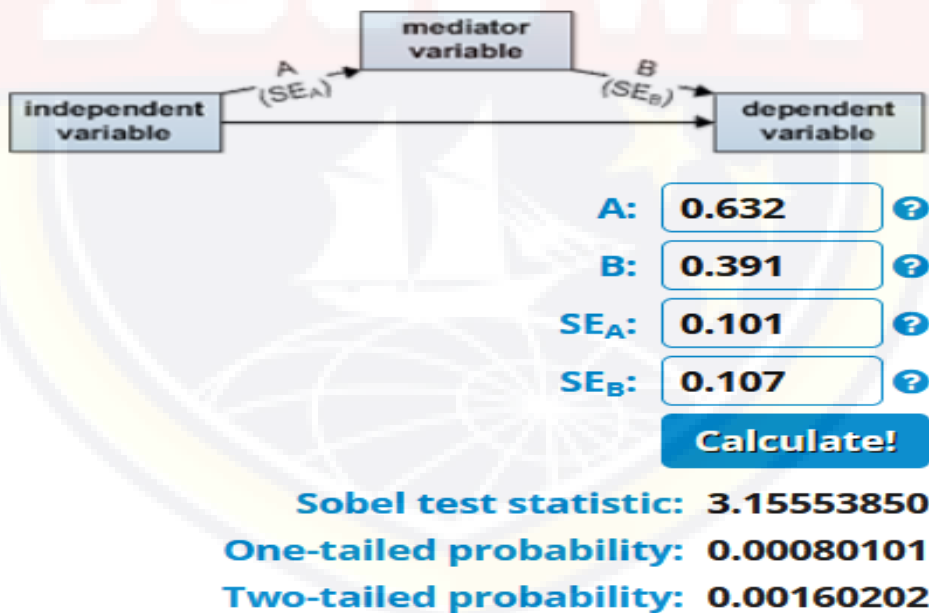 mediator
variable
A
(SEA)
B
(SEB)
independent
variable
dependent
variable
A: 0.632 ?
B: 0.391 ?
SEA: 0.101 ?
SEB: 0.107 ?
Calculate!
Sobel test statistic: 3.15553850
One-tailed probability: 0.00080101
Two-tailed probability: 0.00160202